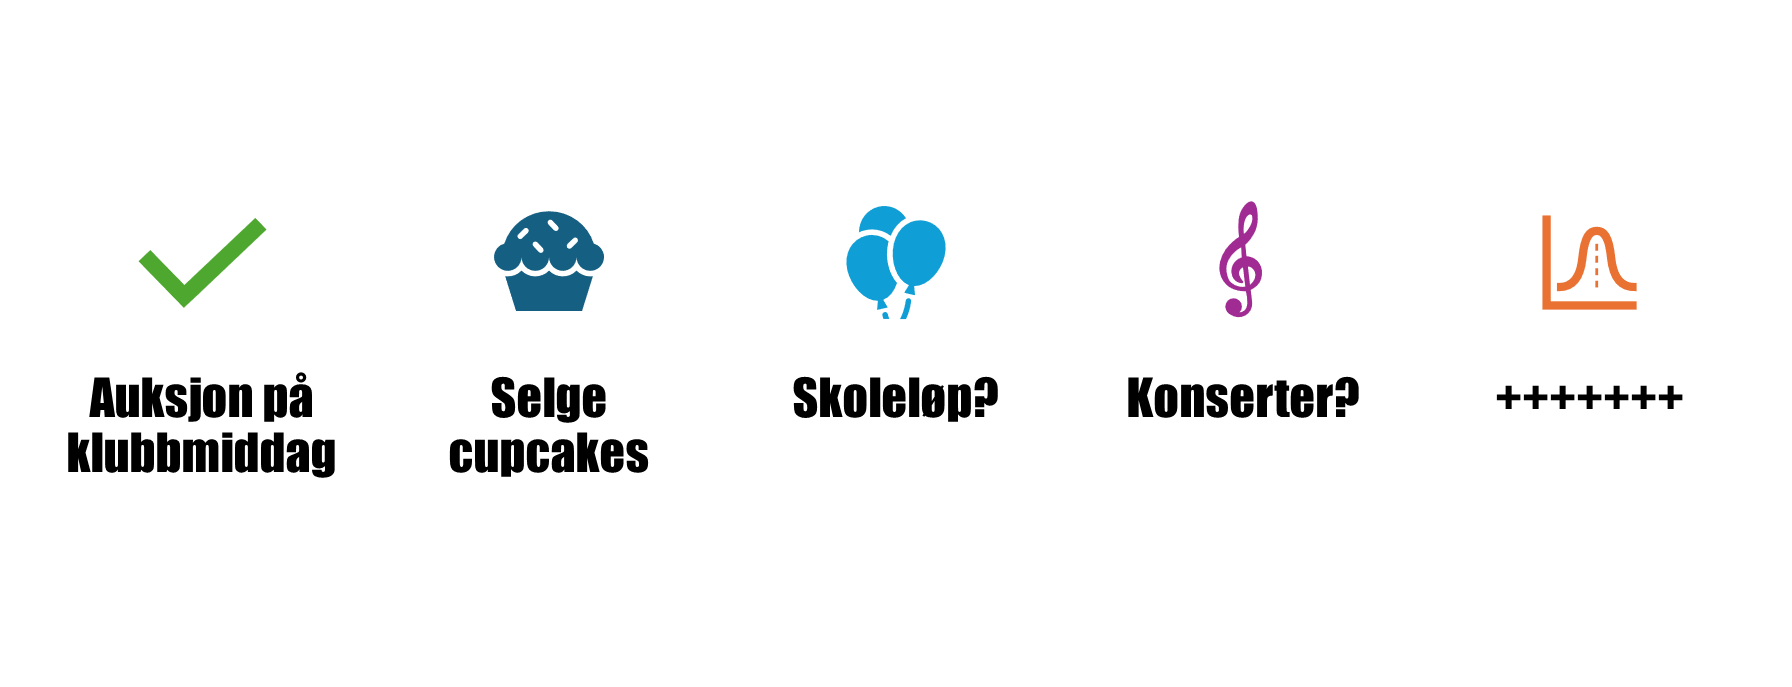 Auksjon på
klubbmiddag
Selge
cupcakes
Skoleløp?
Konserter?
+++++++